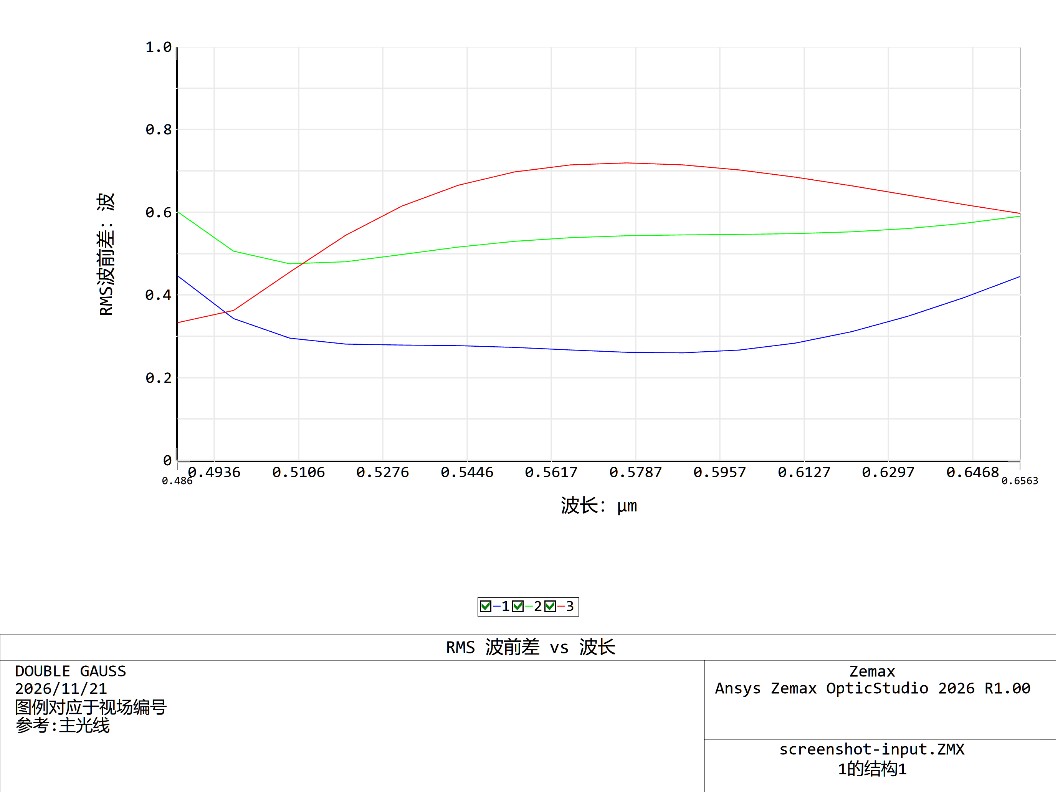 1.0
0.8
0.6
0.4
0.2
0
RMS波前差：波
0.4936 0.5106 0.5276 0.5446 0.5617 0.5787 0.5957 0.6127 0.6297 0.6468
0.486 0.6563
波长：µm
1 2 3
RMS 波前差 vs 波长
DOUBLE GAUSS
2026/11/21
图例对应于视场编号
参考:主光线
Zemax
Ansys Zemax OpticStudio 2026 R1.00
screenshot-input.ZMX
1的结构1